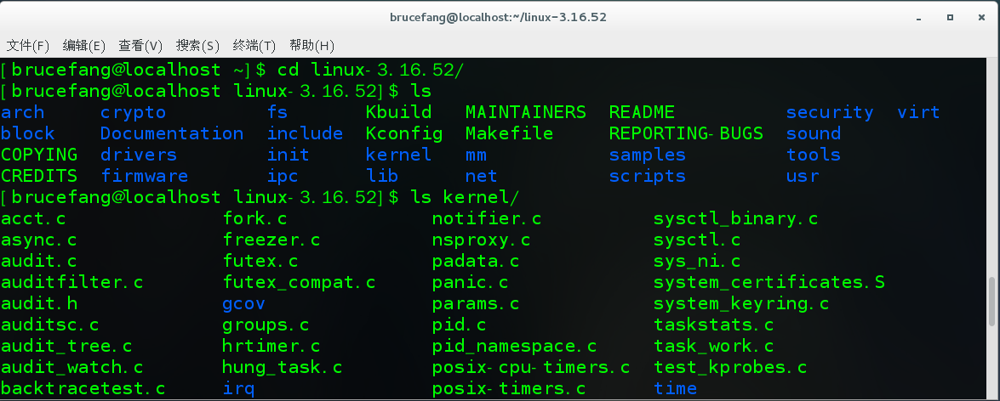 brucefang@localhost:~/linux-3.16.52
文件(F) 编辑(E) 查看(V) 搜索(S) 终端(T) 帮助(H)
[brucefang@localhost ~]$ cd linux-3.16.52/
[brucefang@localhost linux-3.16.52]$ ls
arch crypto fs Kbuild MAINTAINERS README security virt
block Documentation include Kconfig Makefile REPORTING-BUGS sound
COPYING drivers init kernel mm samples tools
CREDITS firmware ipc lib net scripts usr
[brucefang@localhost linux-3.16.52]$ ls kernel/
acct.c fork.c notifier.c sysctl_binary.c
async.c freezer.c nsproxy.c sysctl.c
audit.c futex.c padata.c sys_ni.c
auditfilter.c futex_compat.c panic.c system_certificates.S
audit.h gcov params.c system_keyring.c
auditsc.c groups.c pid.c taskstats.c
audit_tree.c hrtimer.c pid_namespace.c task_work.c
audit_watch.c hung_task.c posix-cpu-timers.c test_kprobes.c
backtracetest.c irq posix-timers.c time